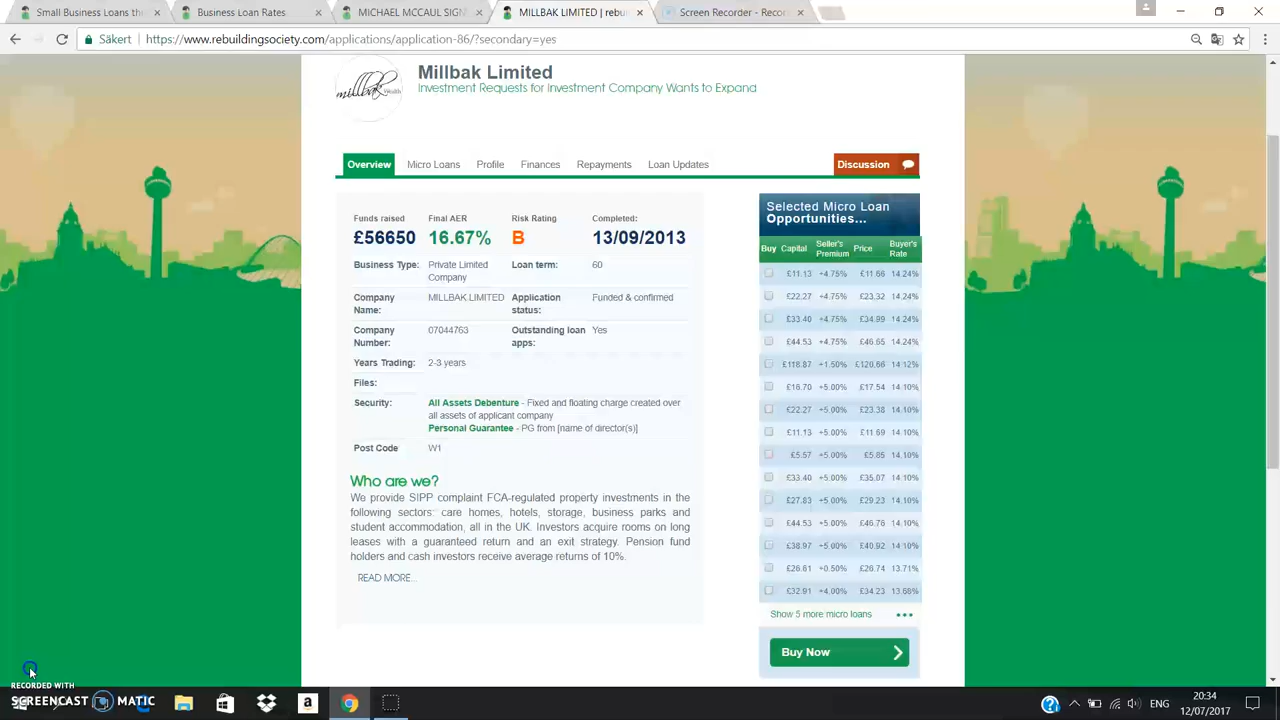 Small Business Loans th
Business Loan Rates
MICHAEL MCCAUL SIGN
MILLBAK LIMITED | rebui
Screen Recorder - Record
Säkert
https://www.rebuildingsociety.com/applications/application-86/?secondary=yes
millbak Wealth
Millbak Limited
Investment Requests for Investment Company Wants to Expand
Overview Micro Loans Profile Finances Repayments Loan Updates Discussion
Funds raised Final AER Risk Rating Completed:
£56650 16.67% B 13/09/2013
Business Type: Private Limited Company Loan term: 60
Company Name: MILLBAK LIMITED Application status: Funded & confirmed
Company Number: 07044763 Outstanding loan apps: Yes
Years Trading: 2-3 years
Files:
Security: All Assets Debenture - Fixed and floating charge created over
all assets of applicant company
Personal Guarantee - PG from [name of director(s)]
Post Code W1
Who are we?
We provide SIPP complaint FCA-regulated property investments in the
following sectors: care homes, hotels, storage, business parks and
student accommodation, all in the UK. Investors acquire rooms on long
leases with a guaranteed return and an exit strategy. Pension fund
holders and cash investors receive average returns of 10%.
READ MORE...
Selected Micro Loan
Opportunities...
Buy Capital Seller's Premium Price Buyer's Rate
£11.13 +4.75% £11.66 14.24%
£22.27 +4.75% £23.32 14.24%
£33.40 +4.75% £34.99 14.24%
£44.53 +4.75% £46.65 14.24%
£118.87 +1.50% £120.66 14.12%
£16.70 +5.00% £17.54 14.10%
£22.27 +5.00% £23.38 14.10%
£11.13 +5.00% £11.69 14.10%
£5.57 +5.00% £5.85 14.10%
£33.40 +5.00% £35.07 14.10%
£27.83 +5.00% £29.23 14.10%
£44.53 +5.00% £46.76 14.10%
£38.97 +5.00% £40.92 14.10%
£26.61 +0.50% £26.74 13.71%
£32.91 +4.00% £34.23 13.68%
Show 5 more micro loans
Buy Now
RECORDED WITH
SCREENCAST MATIC
ENG
20:34
12/07/2017